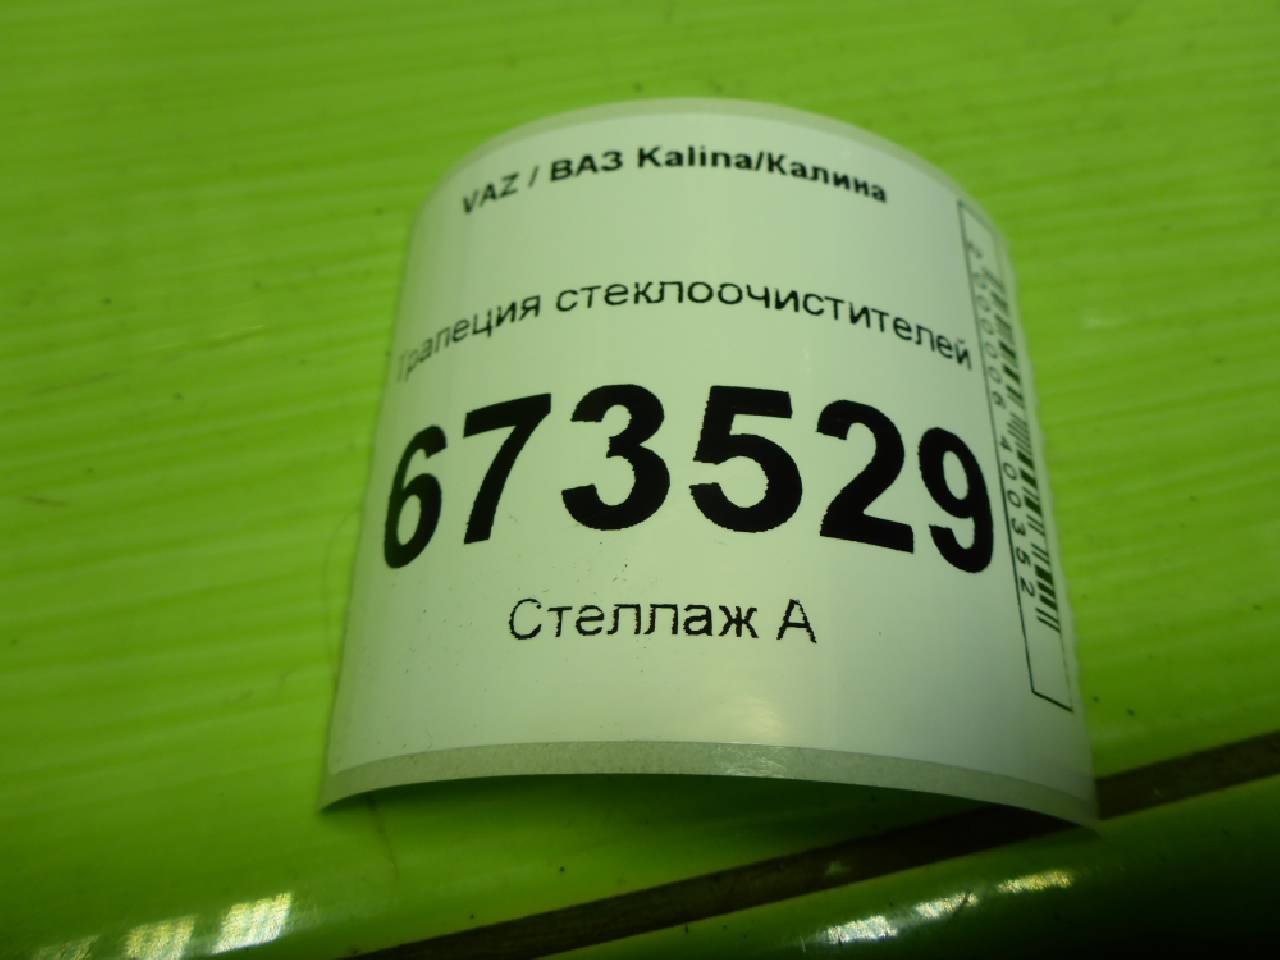 VAZ / ВАЗ Kalina/Калина
Трапеция стеклоочистителей
673529
Стеллаж А